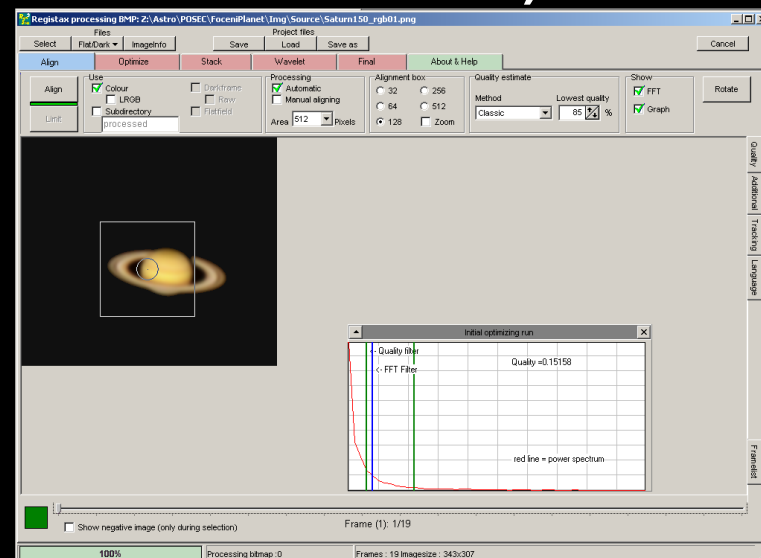 Registax processing BMP: Z:\Astro\POSEC\FoceniPlanet\Img\Source\Saturn150_rgb01.png
Files
Project files
Select Flat/Dark ImageInfo Save Load Save as Cancel
Align Optimize Stack Wavelet Final About & Help
Align
Limit
Use
Colour
LRGB
Subdirectory
processed
Darkframe
Raw
Flatfield
Processing
Automatic
Manual aligning
Area 512 Pixels
Alignment box
32 256
64 512
128 Zoom
Quality estimate
Method Lowest quality
Classic 85 %
Show
FFT
Graph
Rotate
Quality
Additional
Tracking
Language
Framelist
Initial optimizing run
<- Quality filter
<- FFT Filter
Quality =0.15158
red line = power spectrum
Show negative image (only during selection)
Frame (1): 1/19
100% Processing bitmap :0 Frames : 19 Imagesize : 343x307